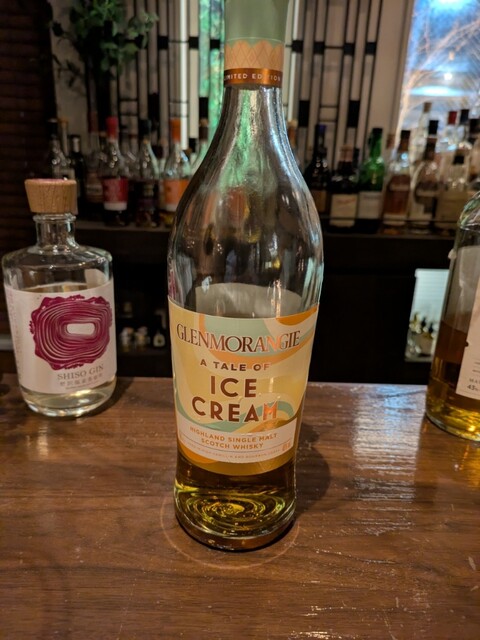 LIMITED EDITION
GLENMORANGIE
A TALE OF
ICE
CREAM
HIGHLAND SINGLE MALT
SCOTCH WHISKY
SHISO GIN